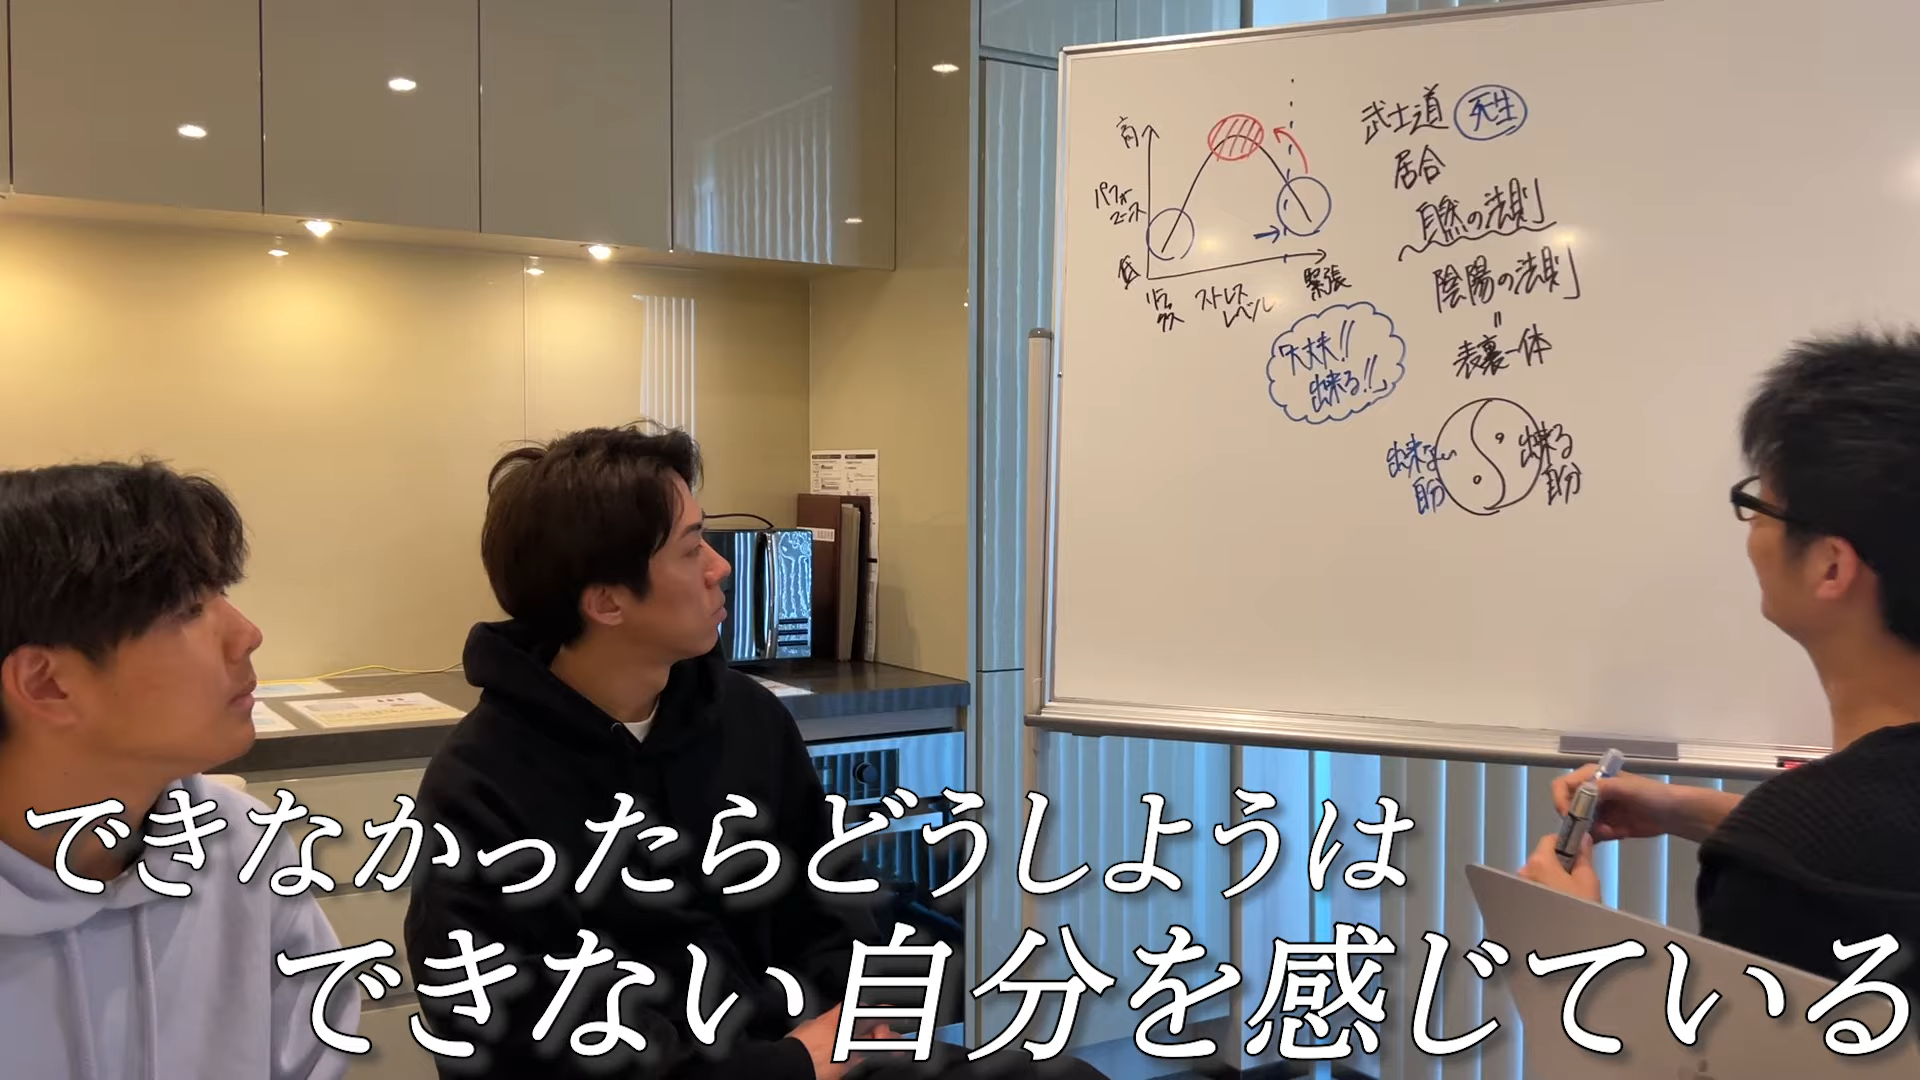 高
パフォーマンス
低
リラックス
ストレスレベル
緊張
武士道 死生
居合
自然の法則
陰陽の法則
=
表裏一体
「大丈夫!!
出来る!!」
出来ない
自分
出来る
自分
できなかったらどうしようは
できない自分を感じている